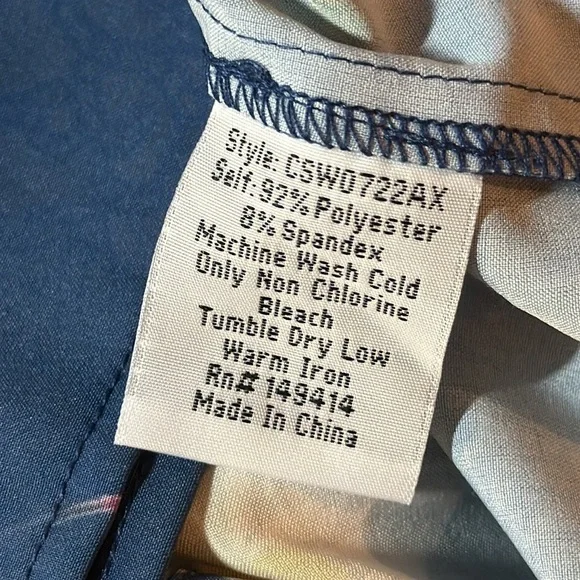 Style: CSW0722AX
Self: 92% Polyester
8% Spandex
Machine Wash Cold
Only Non Chlorine
Bleach
Tumble Dry Low
Warm Iron
Rn# 149414
Made In China